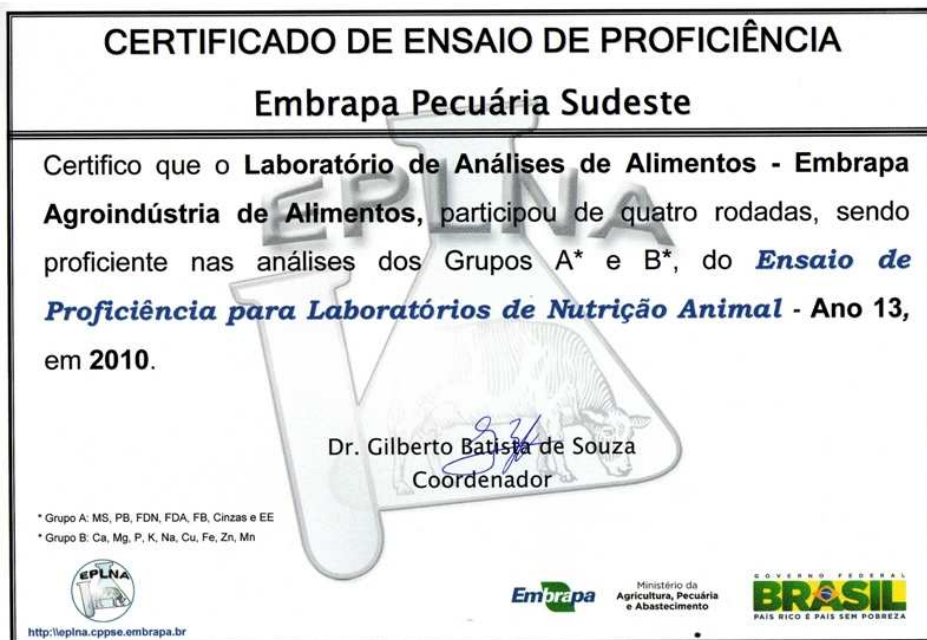 CERTIFICADO DE ENSAIO DE PROFICIÊNCIA
Embrapa Pecuária Sudeste
Certifico que o Laboratório de Análises de Alimentos - Embrapa
Agroindústria de Alimentos, participou de quatro rodadas, sendo
proficiente nas análises dos Grupos A* e B*, do Ensaio de
Proficiência para Laboratórios de Nutrição Animal - Ano 13,
em 2010.
EPLNA
Dr. Gilberto Batista de Souza
Coordenador
* Grupo A: MS, PB, FDN, FDA, FB, Cinzas e EE
* Grupo B: Ca, Mg, P, K, Na, Cu, Fe, Zn, Mn
EPLNA
http:\\eplna.cppse.embrapa.br
Embrapa
Ministério da
Agricultura, Pecuária
e Abastecimento
GOVERNO FEDERAL
BRASIL
PAÍS RICO É PAÍS SEM POBREZA